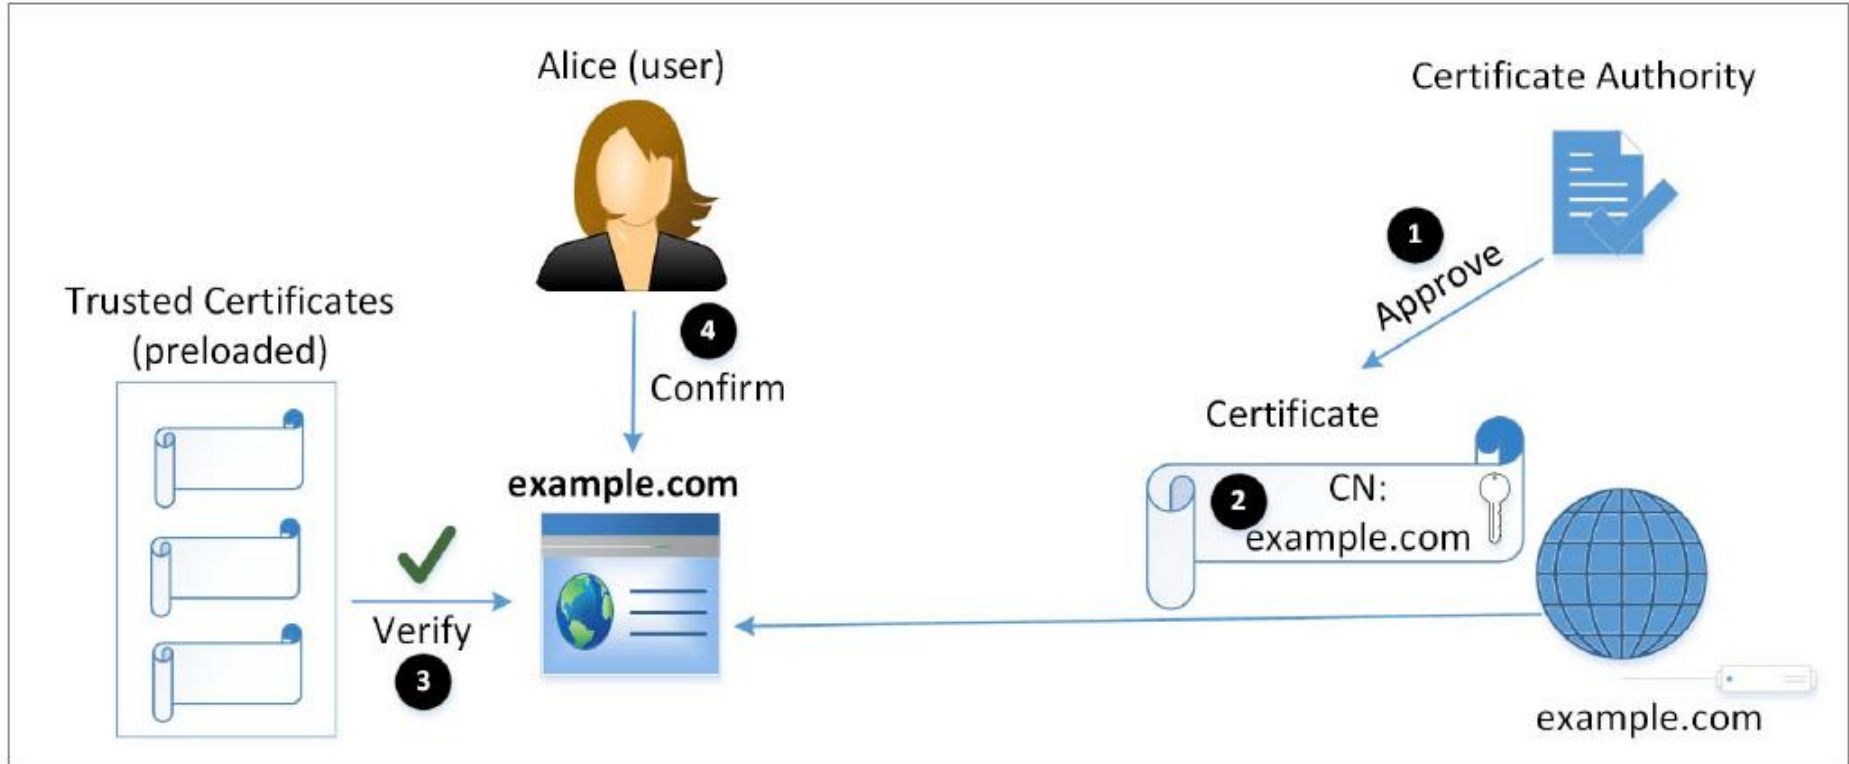 Alice (user)
Certificate Authority
1
Approve
Trusted Certificates
(preloaded)
4
Confirm
Certificate
example.com
2
CN:
example.com
Verify
3
example.com